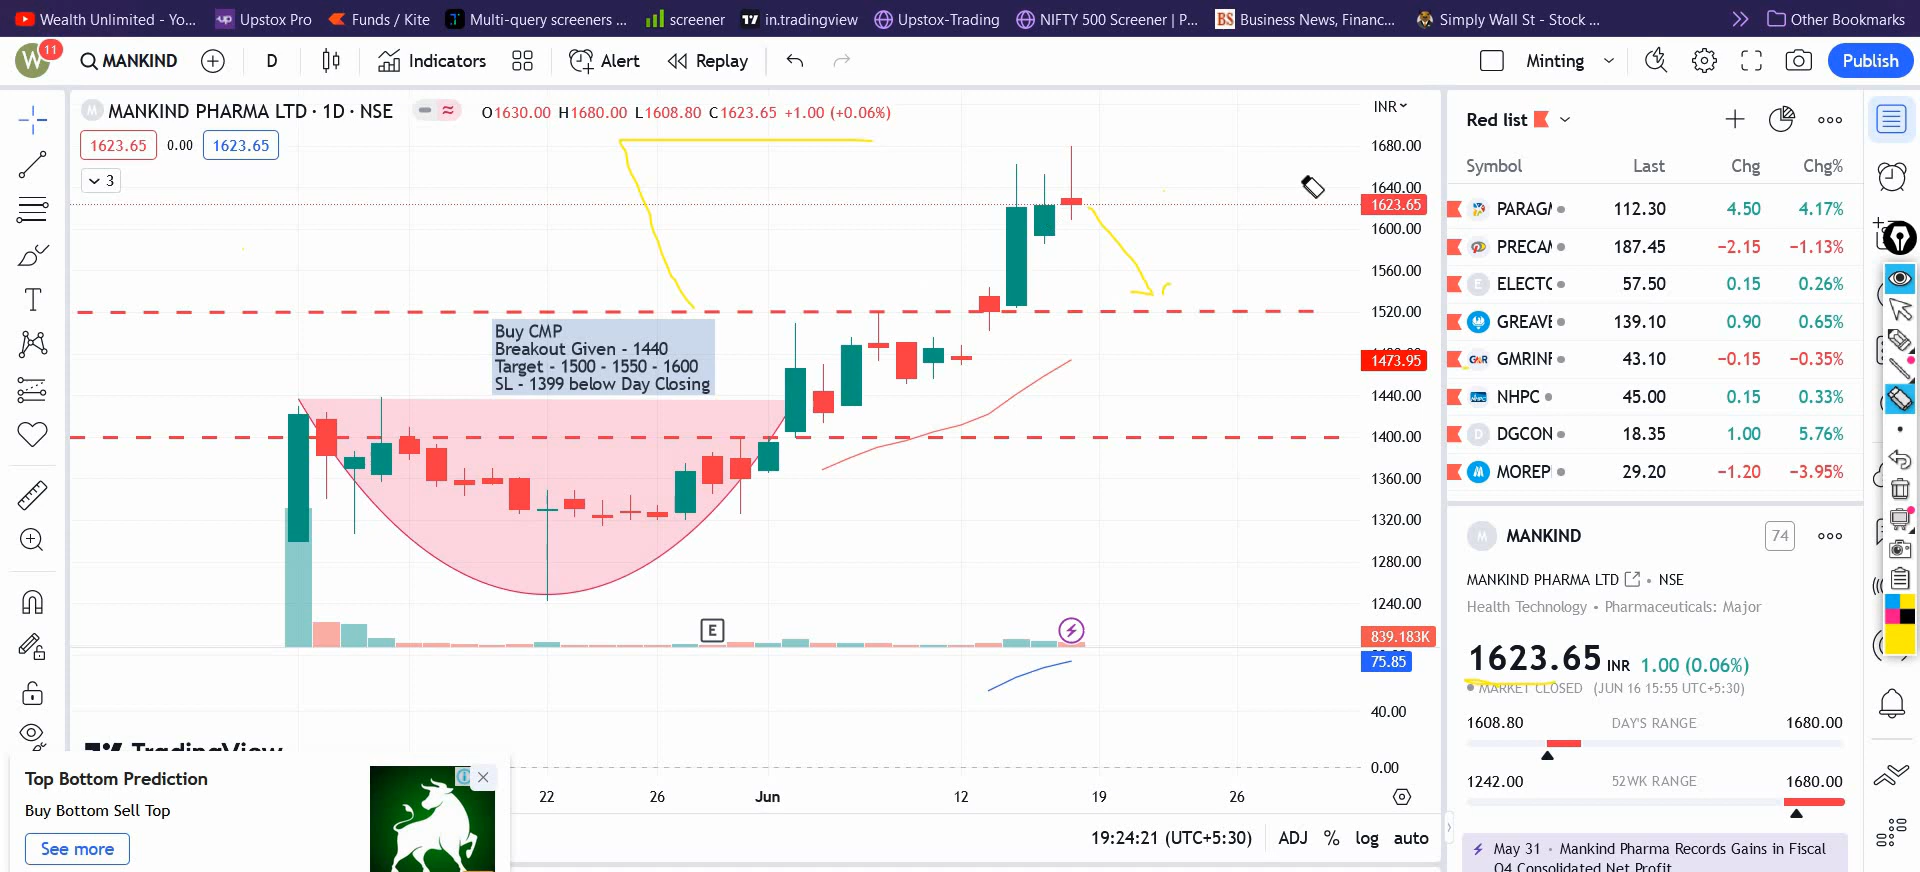 Wealth Unlimited - Yo...
Upstox Pro
Funds / Kite
Multi-query screeners ...
screener
in.tradingview
Upstox-Trading
NIFTY 500 Screener | P...
BS
Business News, Financ...
Simply Wall St - Stock ...
Other Bookmarks
W
11
MANKIND
D
Indicators
Alert
Replay
Minting
Publish
MANKIND PHARMA LTD · 1D · NSE
O1630.00 H1680.00 L1608.80 C1623.65 +1.00 (+0.06%)
INR
1623.65
0.00
1623.65
3
1680.00
1640.00
1623.65
1600.00
1560.00
1520.00
1473.95
1440.00
1400.00
1360.00
1320.00
1280.00
1240.00
839.183K
75.85
40.00
0.00
Buy CMP
Breakout Given - 1440
Target - 1500 - 1550 - 1600
SL - 1399 below Day Closing
E
TradingView
22
26
Jun
12
19
26
19:24:21 (UTC+5:30)
ADJ
%
log
auto
Top Bottom Prediction
Buy Bottom Sell Top
See more
Red list
Symbol Last Chg Chg%
112.30 4.50 4.17%
187.45 −2.15 −1.13%
57.50 0.15 0.26%
139.10 0.90 0.65%
43.10 −0.15 −0.35%
NHPC 45.00 0.15 0.33%
DGCON 18.35 1.00 5.76%
29.20 −1.20 −3.95%
M
MANKIND
74
MANKIND PHARMA LTD • NSE
Health Technology • Pharmaceuticals: Major
1623.65 INR 1.00 (0.06%)
MARKET CLOSED (JUN 16 15:55 UTC+5:30)
1608.80 DAY'S RANGE 1680.00
1242.00 52WK RANGE 1680.00
May 31 · Mankind Pharma Records Gains in Fiscal
Q4 Consolidated Net Profit